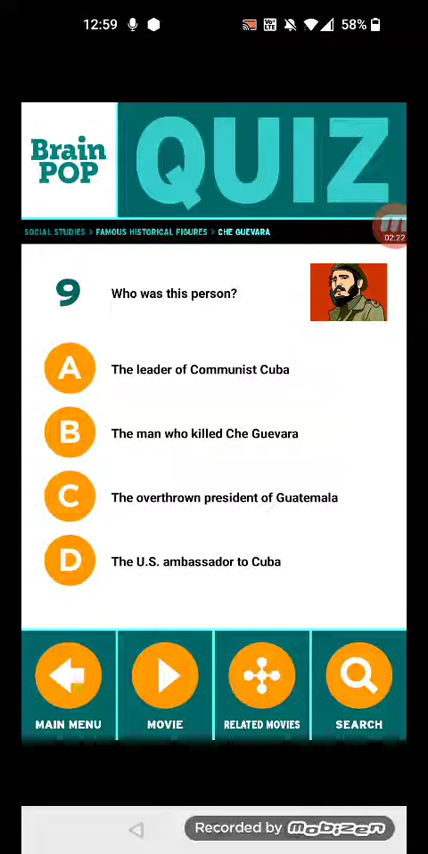 12:59
58%
Brain
POP
QUIZ
SOCIAL STUDIES > FAMOUS HISTORICAL FIGURES > CHE GUEVARA
02:22
9
Who was this person?
A
The leader of Communist Cuba
B
The man who killed Che Guevara
C
The overthrown president of Guatemala
D
The U.S. ambassador to Cuba
MAIN MENU
MOVIE
RELATED MOVIES
SEARCH
Recorded by mobizen